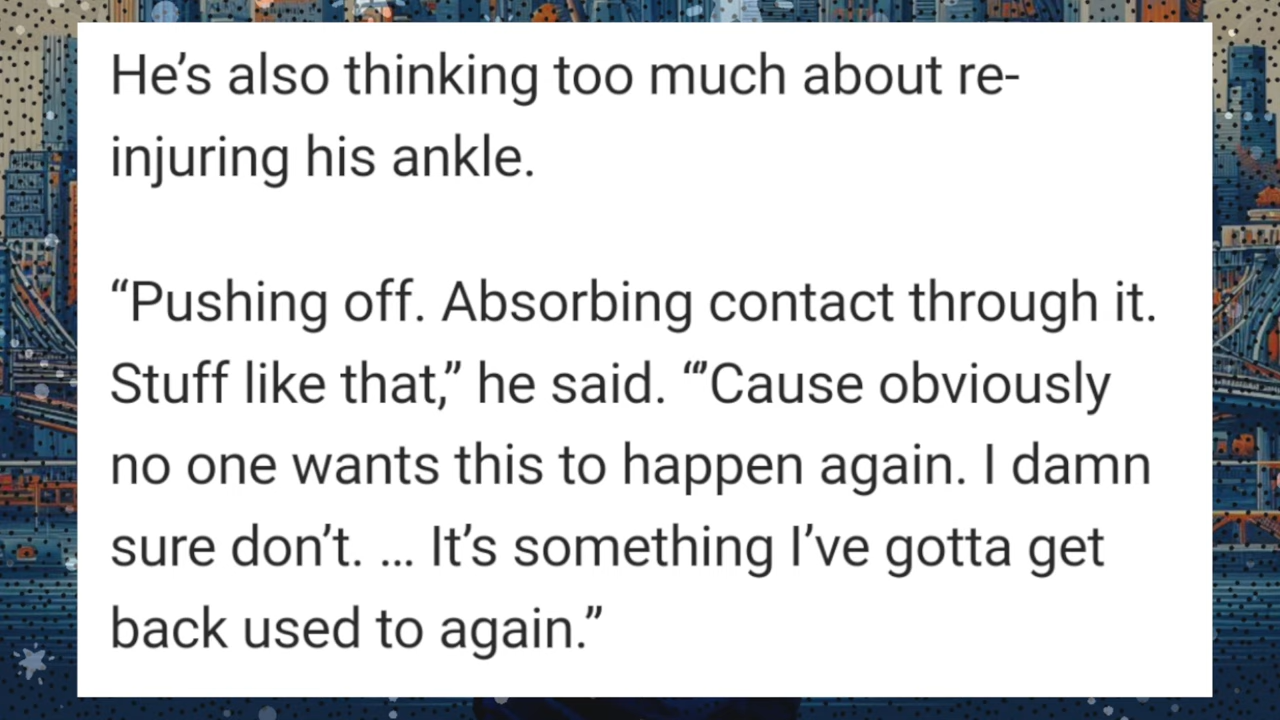 He’s also thinking too much about re-
injuring his ankle.
“Pushing off. Absorbing contact through it.
Stuff like that,” he said. “’Cause obviously
no one wants this to happen again. I damn
sure don’t. … It’s something I’ve gotta get
back used to again.”